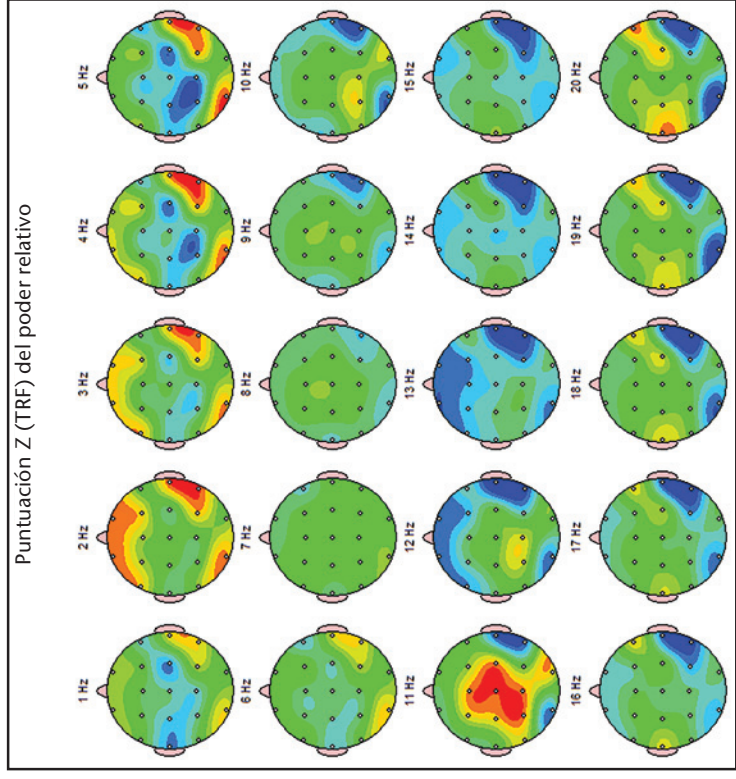 Puntuación Z (TRF) del poder relativo
1 Hz 2 Hz 3 Hz 4 Hz 5 Hz
6 Hz 7 Hz 8 Hz 9 Hz 10 Hz
11 Hz 12 Hz 13 Hz 14 Hz 15 Hz
16 Hz 17 Hz 18 Hz 19 Hz 20 Hz